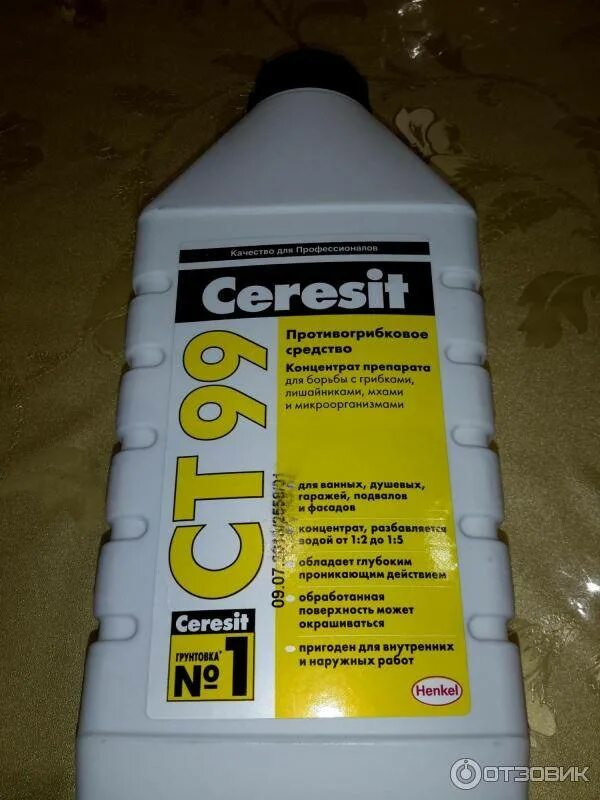 Качество для Профессионалов
Ceresit
CT 99
Противогрибковое
средство
Концентрат препарата
для борьбы с грибками,
лишайниками, мхами
и микроорганизмами
для ванных, душевых,
гаражей, подвалов
и фасадов
концентрат, разбавляется
водой от 1:2 до 1:5
обладает глубоким
проникающим действием
обработанная
поверхность может
окрашиваться
пригоден для внутренних
и наружных работ
09.07.
Ceresit
ГРУНТОВКА*
№1
Henkel
ОТЗОВИК